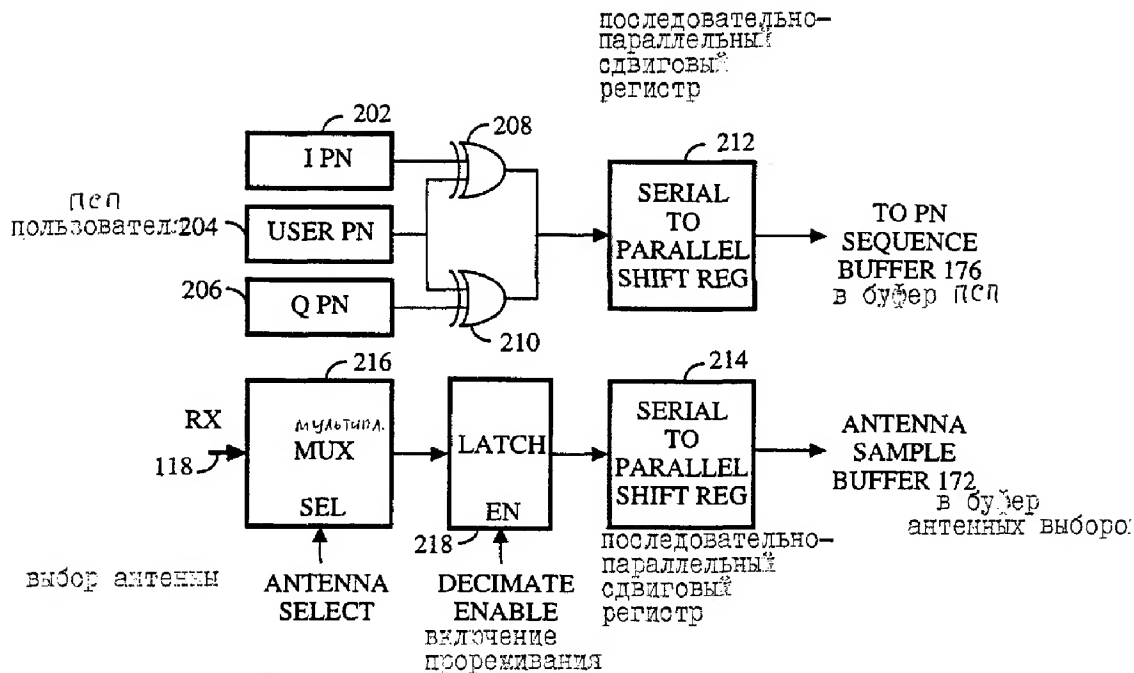 последовательно-
параллельный
сдвиговый
регистр
202
208
212
I PN
SERIAL
TO
PARALLEL
SHIFT REG
псп
пользователя
204
USER PN
TO PN
SEQUENCE
BUFFER 176
в буфер псп
206
Q PN
210
216
214
RX
118
мультипл.
MUX
SEL
LATCH
EN
218
SERIAL
TO
PARALLEL
SHIFT REG
ANTENNA
SAMPLE
BUFFER 172
в буфер
антенных выборо
последовательно-
параллельный
сдвиговый
регистр
выбор антенны
ANTENNA
SELECT
DECIMATE
ENABLE
включение
прореживания